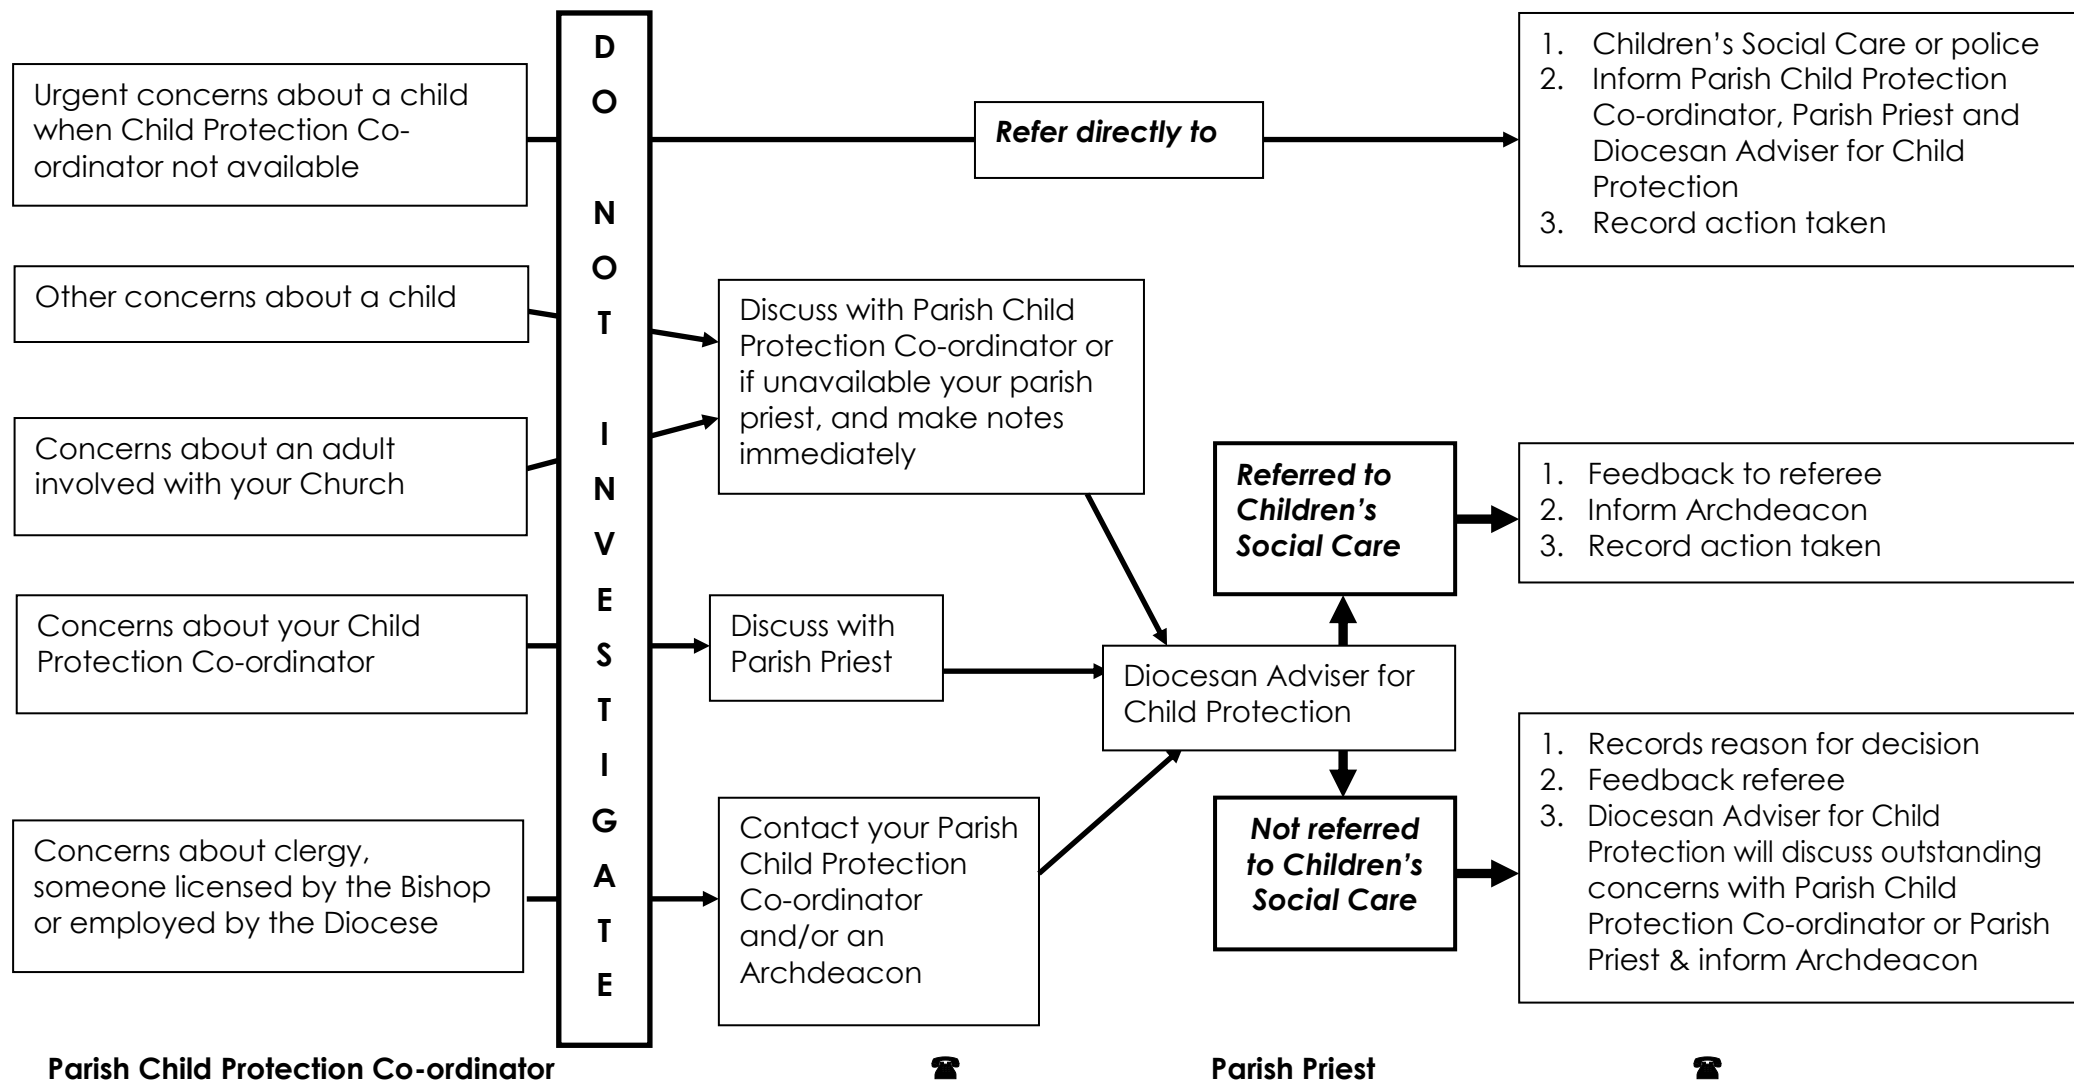 Urgent concerns about a child
when Child Protection Co-
ordinator not available
Other concerns about a child
Concerns about an adult
involved with your Church
Concerns about your Child
Protection Co-ordinator
Concerns about clergy,
someone licensed by the Bishop
or employed by the Diocese
D
O
N
O
T
I
N
V
E
S
T
I
G
A
T
E
Refer directly to
1. Children’s Social Care or police
2. Inform Parish Child Protection
Co-ordinator, Parish Priest and
Diocesan Adviser for Child
Protection
3. Record action taken
Discuss with Parish Child
Protection Co-ordinator or
if unavailable your parish
priest, and make notes
immediately
Discuss with
Parish Priest
Contact your Parish
Child Protection
Co-ordinator
and/or an
Archdeacon
Diocesan Adviser for
Child Protection
Referred to
Children’s
Social Care
1. Feedback to referee
2. Inform Archdeacon
3. Record action taken
Not referred
to Children’s
Social Care
1. Records reason for decision
2. Feedback referee
3. Diocesan Adviser for Child
Protection will discuss outstanding
concerns with Parish Child
Protection Co-ordinator or Parish
Priest & inform Archdeacon
Parish Child Protection Co-ordinator ☎ Parish Priest ☎